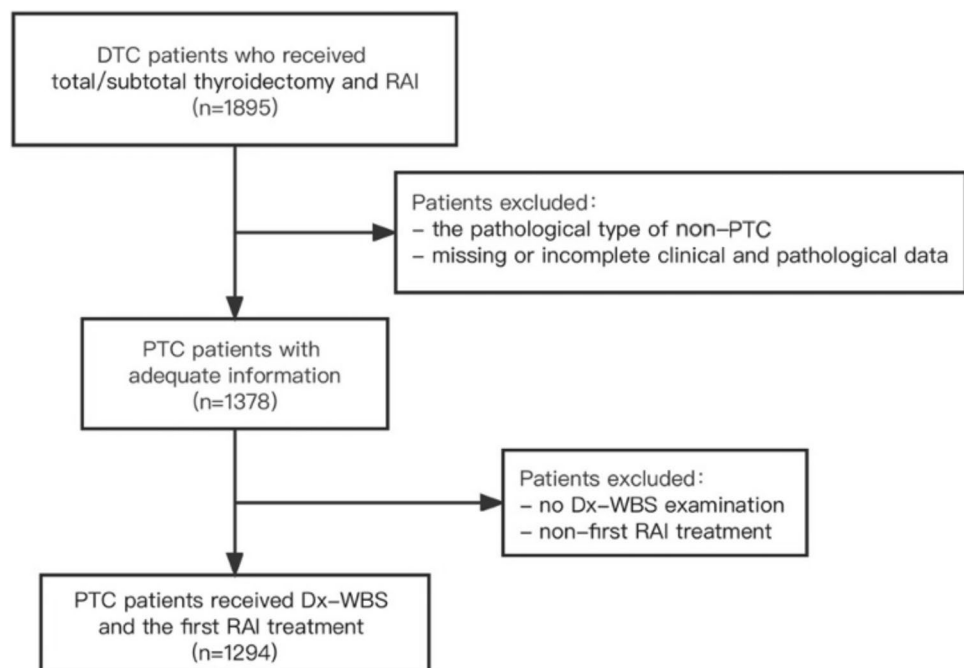 DTC patients who received
total/subtotal thyroidectomy and RAI
(n=1895)
Patients excluded:
– the pathological type of non–PTC
– missing or incomplete clinical and pathological data
PTC patients with
adequate information
(n=1378)
Patients excluded:
– no Dx–WBS examination
– non–first RAI treatment
PTC patients received Dx–WBS
and the first RAI treatment
(n=1294)